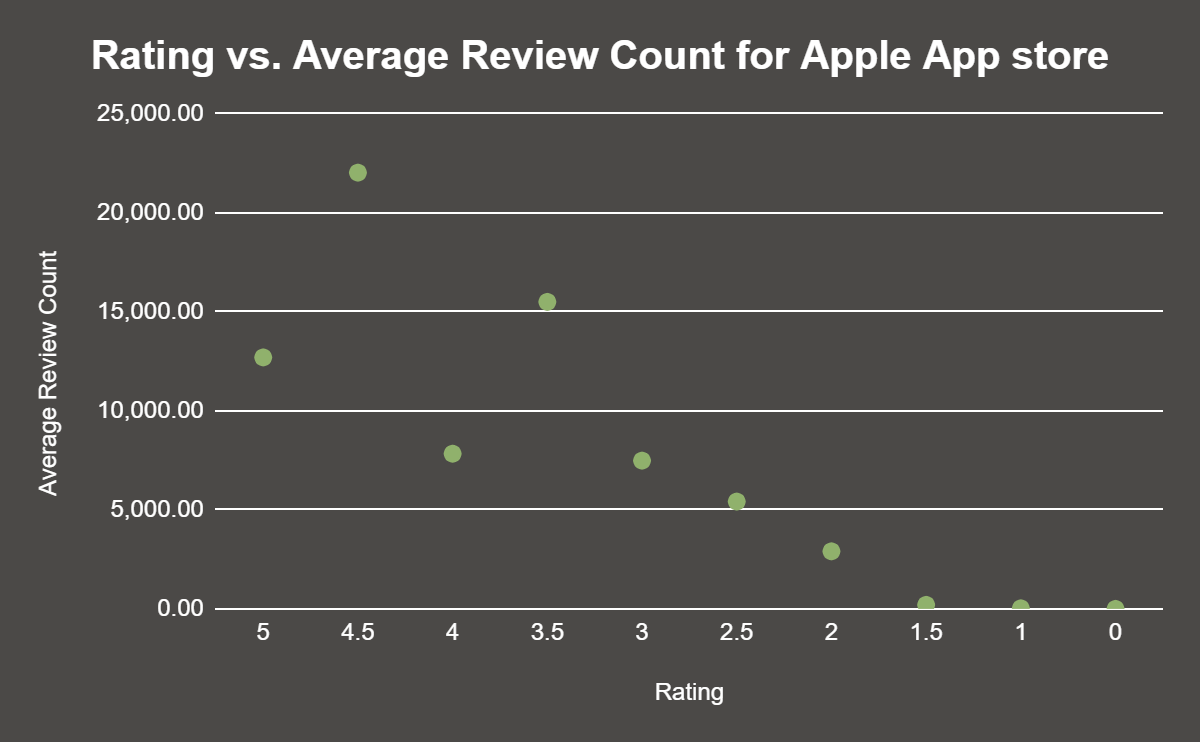 Rating vs. Average Review Count for Apple App store
25,000.00
20,000.00
15,000.00
10,000.00
5,000.00
0.00
Average Review Count
5 4.5 4 3.5 3 2.5 2 1.5 1 0
Rating